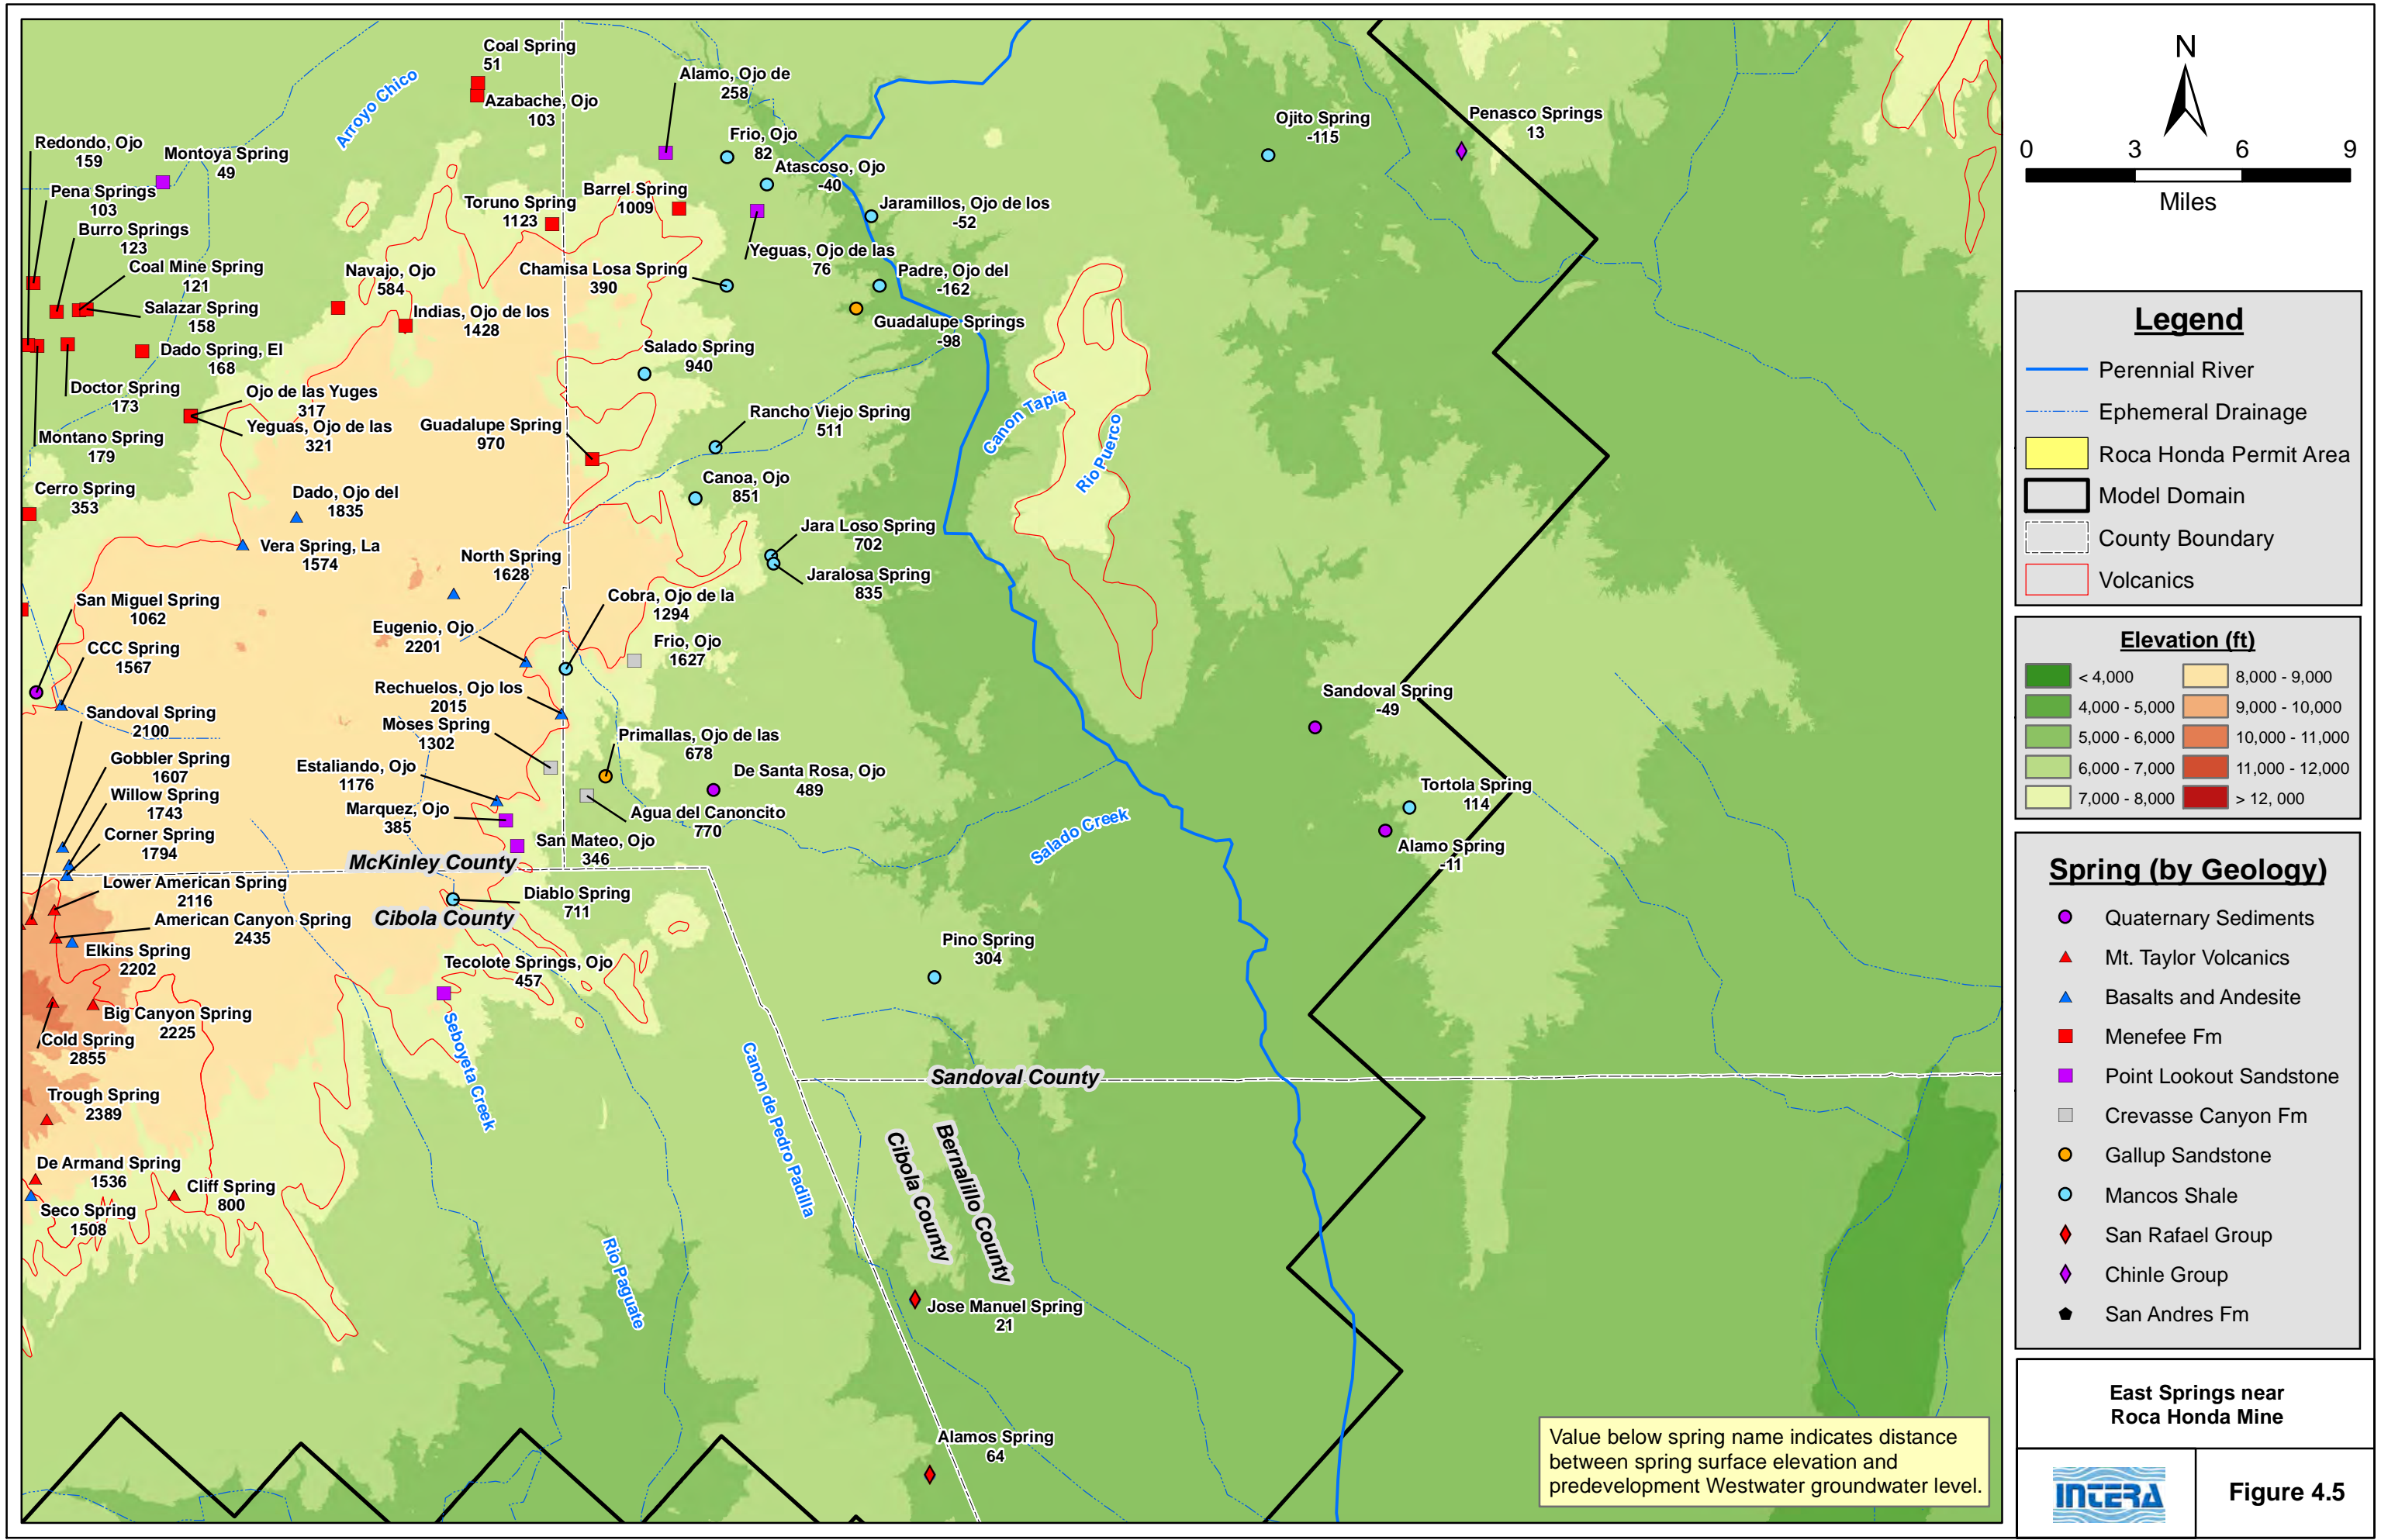 Coal Spring
51
Azabache, Ojo
103
Arroyo Chico
Alamo, Ojo de
258
Frio, Ojo
82
Atascoso, Ojo
-40
Ojito Spring
-115
Penasco Springs
13
Redondo, Ojo
159
Montoya Spring
49
Pena Springs
103
Burro Springs
123
Coal Mine Spring
121
Salazar Spring
158
Dado Spring, El
168
Doctor Spring
173
Montano Spring
179
Toruno Spring
1123
Barrel Spring
1009
Jaramillos, Ojo de los
-52
Yeguas, Ojo de las
76
Chamisa Losa Spring
390
Padre, Ojo del
-162
Guadalupe Springs
-98
Navajo, Ojo
584
Indias, Ojo de los
1428
Salado Spring
940
Ojo de las Yuges
317
Yeguas, Ojo de las
321
Guadalupe Spring
970
Rancho Viejo Spring
511
Canon Tapia
Rio Puerco
Cerro Spring
353
Dado, Ojo del
1835
Canoa, Ojo
851
Vera Spring, La
1574
North Spring
1628
Jara Loso Spring
702
Jaralosa Spring
835
San Miguel Spring
1062
Cobra, Ojo de la
1294
CCC Spring
1567
Eugenio, Ojo
2201
Frio, Ojo
1627
Sandoval Spring
2100
Rechuelos, Ojo los
2015
Moses Spring
1302
Sandoval Spring
-49
Gobbler Spring
1607
Willow Spring
1743
Corner Spring
1794
Estaliando, Ojo
1176
Marquez, Ojo
385
Primallas, Ojo de las
678
De Santa Rosa, Ojo
489
Agua del Canoncito
770
San Mateo, Ojo
346
Tortola Spring
114
Alamo Spring
-11
Salado Creek
McKinley County
Cibola County
Lower American Spring
2116
American Canyon Spring
2435
Elkins Spring
2202
Diablo Spring
711
Pino Spring
304
Tecolote Springs, Ojo
457
Big Canyon Spring
2225
Cold Spring
2855
Seboyeta Creek
Canon de Pedro Padilla
Sandoval County
Trough Spring
2389
Cibola County
Bernalillo County
De Armand Spring
1536
Cliff Spring
800
Seco Spring
1508
Rio Paguate
Jose Manuel Spring
21
Alamos Spring
64
Value below spring name indicates distance
between spring surface elevation and
predevelopment Westwater groundwater level.
N
0 3 6 9
Miles
Legend
Perennial River
Ephemeral Drainage
Roca Honda Permit Area
Model Domain
County Boundary
Volcanics
Elevation (ft)
< 4,000
4,000 - 5,000
5,000 - 6,000
6,000 - 7,000
7,000 - 8,000
8,000 - 9,000
9,000 - 10,000
10,000 - 11,000
11,000 - 12,000
> 12, 000
Spring (by Geology)
Quaternary Sediments
Mt. Taylor Volcanics
Basalts and Andesite
Menefee Fm
Point Lookout Sandstone
Crevasse Canyon Fm
Gallup Sandstone
Mancos Shale
San Rafael Group
Chinle Group
San Andres Fm
East Springs near
Roca Honda Mine
INTERA
Figure 4.5